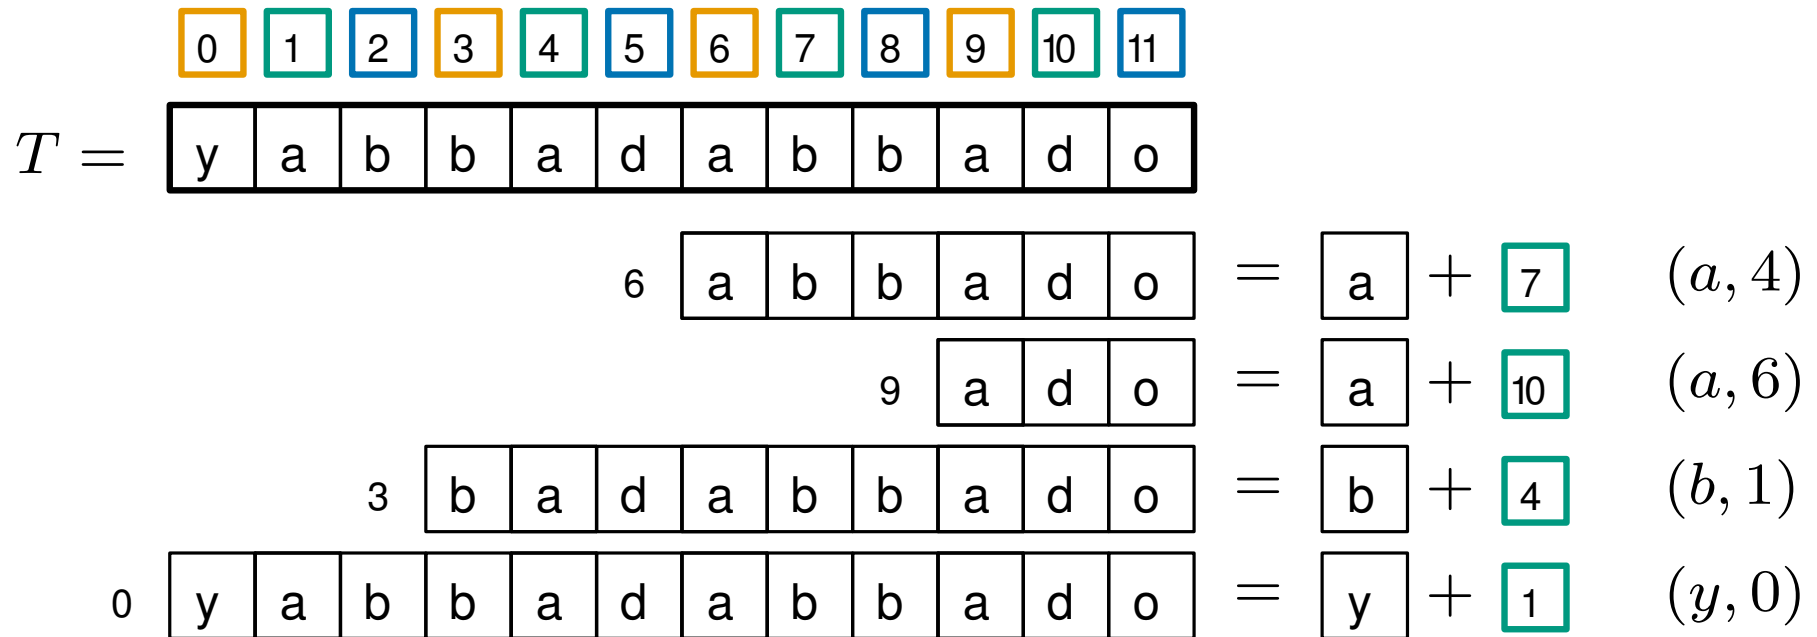 0 1 2 3 4 5 6 7 8 9 10 11
T = y a b b a d a b b a d o
6 a b b a d o = a + 7 (a, 4)
9 a d o = a + 10 (a, 6)
3 b a d a b b a d o = b + 4 (b, 1)
0 y a b b a d a b b a d o = y + 1 (y, 0)